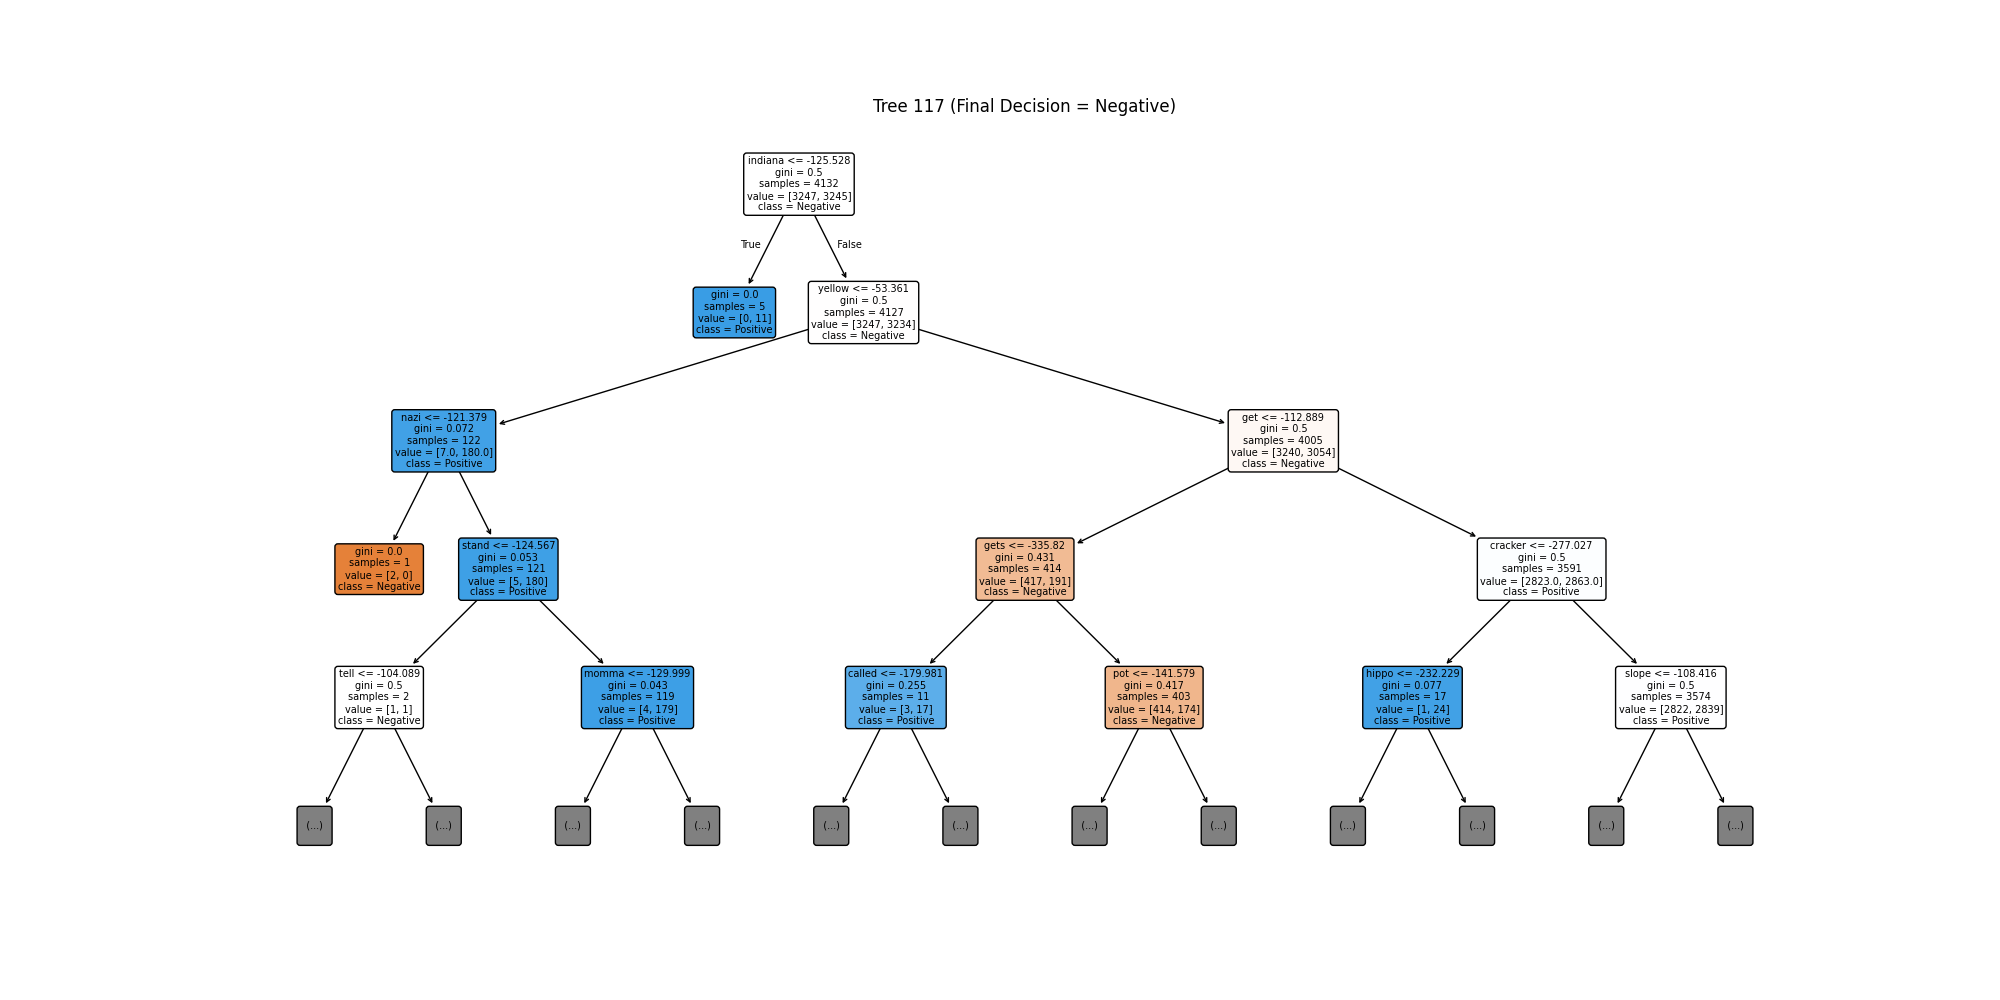 Tree 117 (Final Decision = Negative)
indiana <= -125.528
gini = 0.5
samples = 4132
value = [3247, 3245]
class = Negative
True
False
gini = 0.0
samples = 5
value = [0, 11]
class = Positive
yellow <= -53.361
gini = 0.5
samples = 4127
value = [3247, 3234]
class = Negative
nazi <= -121.379
gini = 0.072
samples = 122
value = [7.0, 180.0]
class = Positive
get <= -112.889
gini = 0.5
samples = 4005
value = [3240, 3054]
class = Negative
gini = 0.0
samples = 1
value = [2, 0]
class = Negative
stand <= -124.567
gini = 0.053
samples = 121
value = [5, 180]
class = Positive
gets <= -335.82
gini = 0.431
samples = 414
value = [417, 191]
class = Negative
cracker <= -277.027
gini = 0.5
samples = 3591
value = [2823.0, 2863.0]
class = Positive
tell <= -104.089
gini = 0.5
samples = 2
value = [1, 1]
class = Negative
momma <= -129.999
gini = 0.043
samples = 119
value = [4, 179]
class = Positive
called <= -179.981
gini = 0.255
samples = 11
value = [3, 17]
class = Positive
pot <= -141.579
gini = 0.417
samples = 403
value = [414, 174]
class = Negative
hippo <= -232.229
gini = 0.077
samples = 17
value = [1, 24]
class = Positive
slope <= -108.416
gini = 0.5
samples = 3574
value = [2822, 2839]
class = Positive
(...)
(...)
(...)
(...)
(...)
(...)
(...)
(...)
(...)
(...)
(...)
(...)